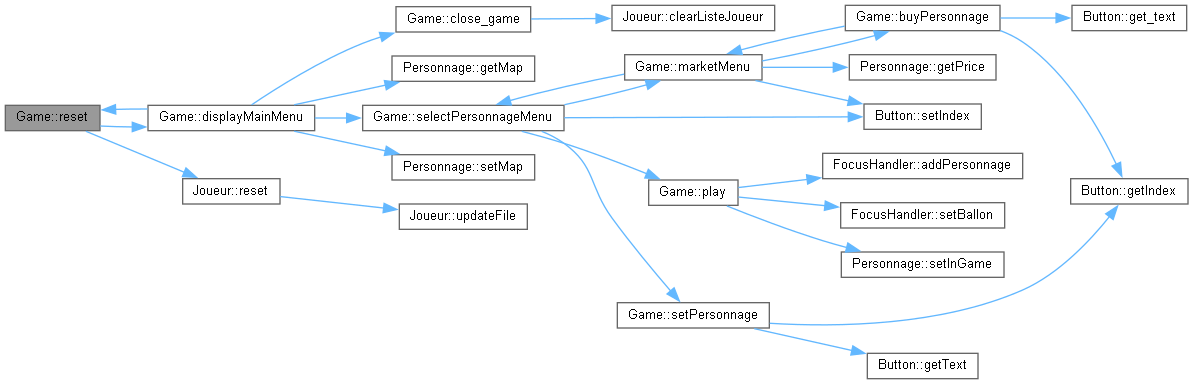 Game::reset
Game::displayMainMenu
Joueur::reset
Game::close_game
Personnage::getMap
Game::selectPersonnageMenu
Personnage::setMap
Joueur::updateFile
Joueur::clearListeJoueur
Game::marketMenu
Game::play
Game::setPersonnage
Game::buyPersonnage
Personnage::getPrice
Button::setIndex
FocusHandler::addPersonnage
FocusHandler::setBallon
Personnage::setInGame
Button::getText
Button::get_text
Button::getIndex